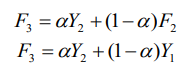 F₃ = αY₂ + (1 − α)F₂
F₃ = αY₂ + (1 − α)Y₁